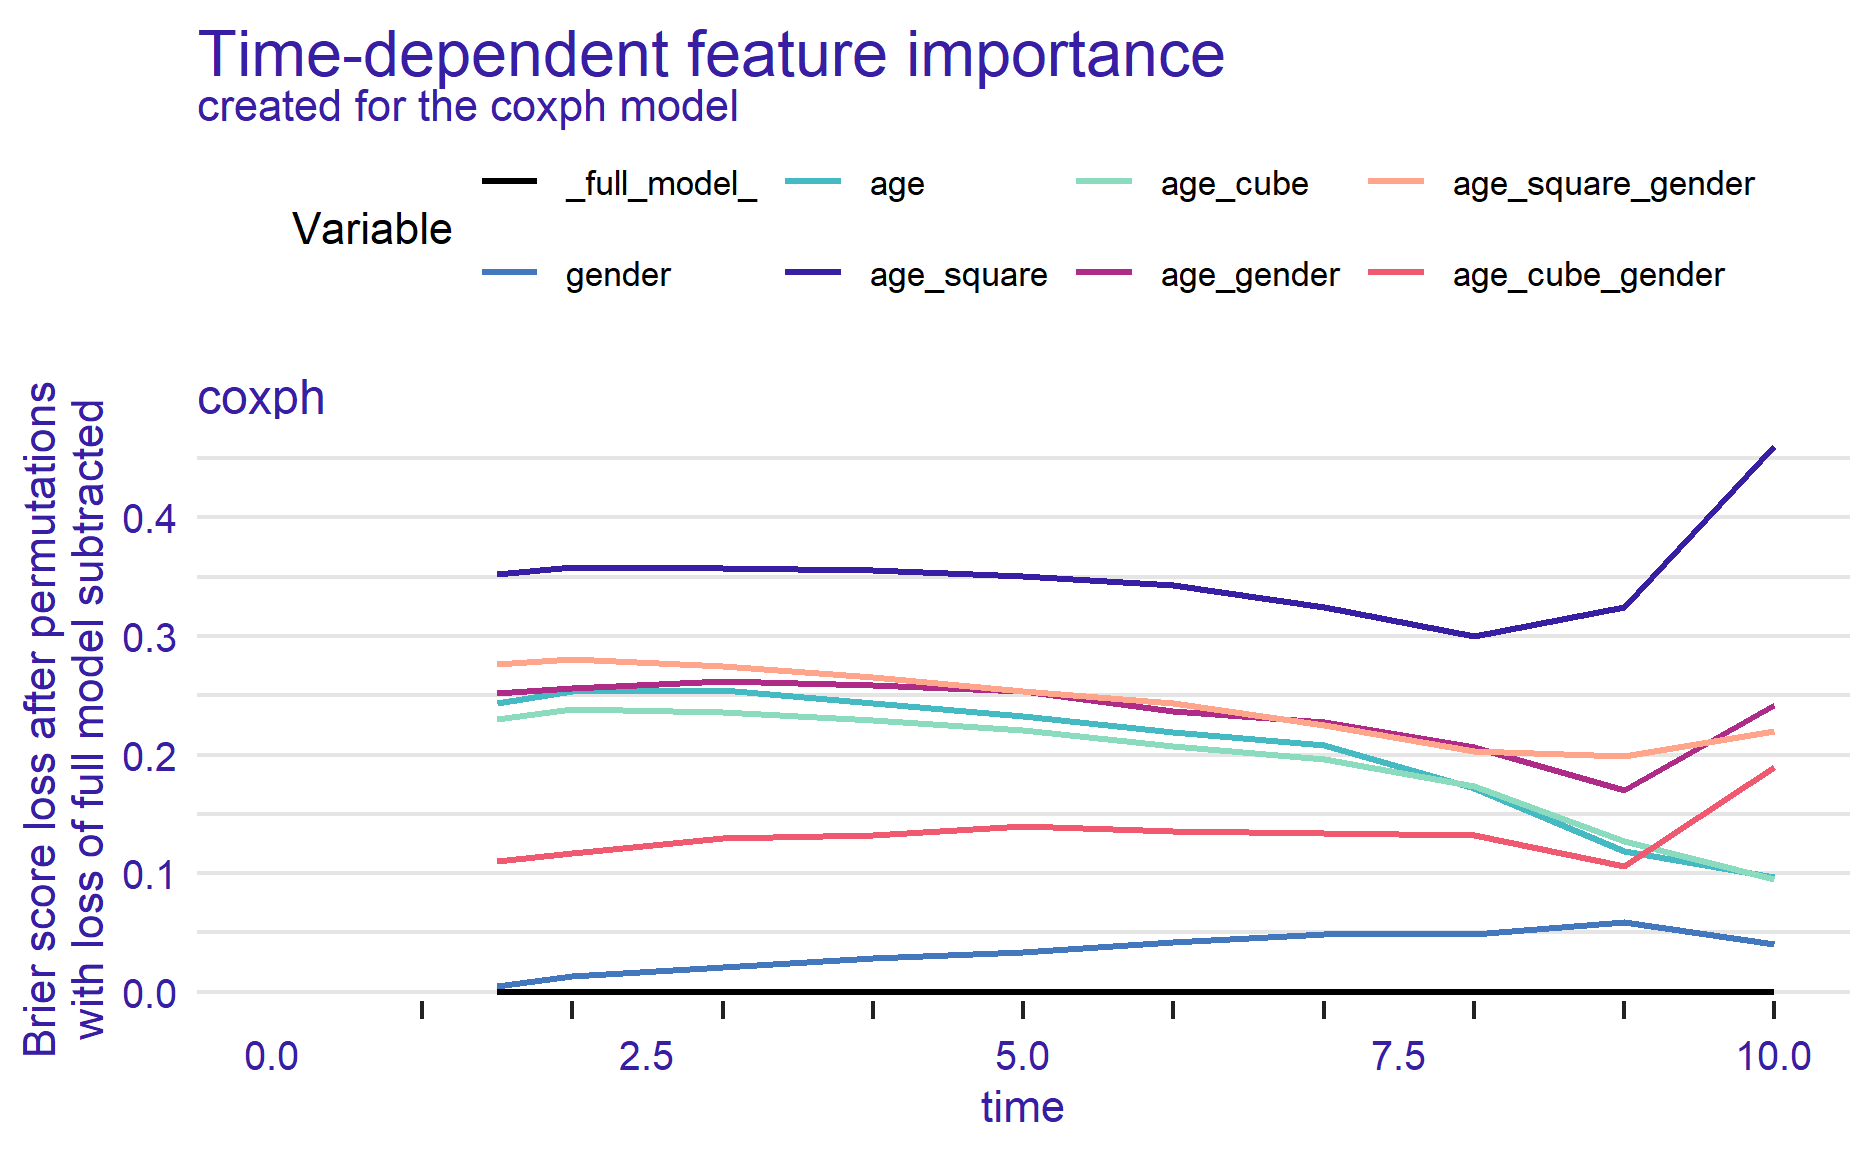 Time-dependent feature importance
created for the coxph model
Variable
_full_model_ age age_cube age_square_gender
gender age_square age_gender age_cube_gender
coxph
Brier score loss after permutations
with loss of full model subtracted
0.4
0.3
0.2
0.1
0.0
0.0 2.5 5.0 7.5 10.0
time